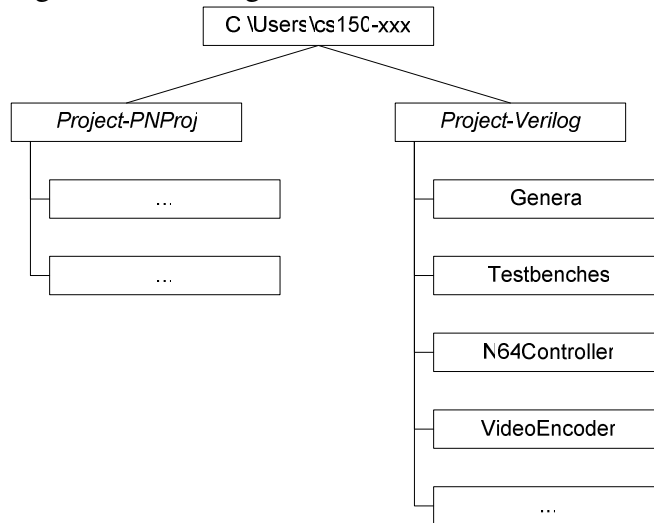 C \Users\cs150-xxx
Project-PNProj
Project-Verilog
...
Genera
...
Testbenches
N64Controller
VideoEncoder
...